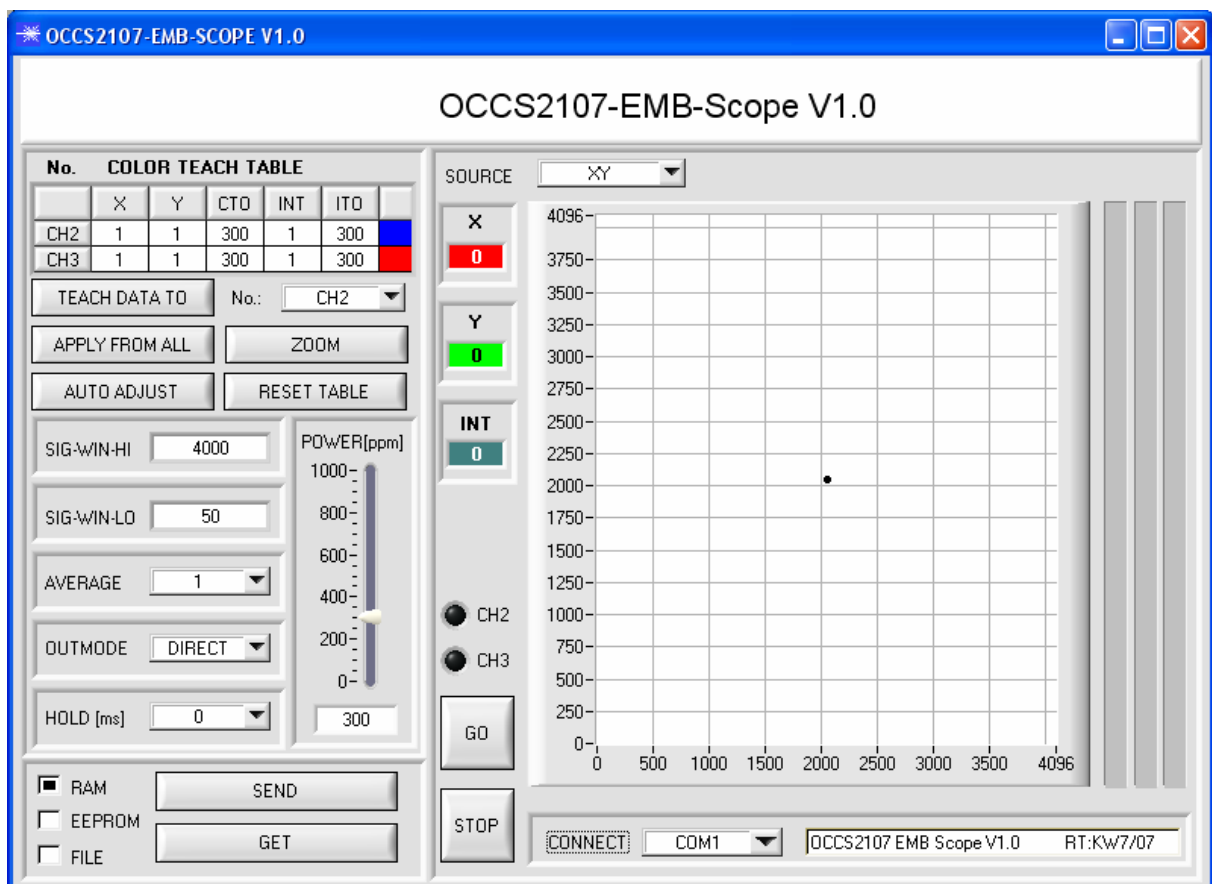 OCCS2107-EMB-SCOPE V1.0
OCCS2107-EMB-Scope V1.0
No. COLOR TEACH TABLE
X Y CTO INT ITO
CH2 1 1 300 1 300
CH3 1 1 300 1 300
TEACH DATA TO No.: CH2
APPLY FROM ALL ZOOM
AUTO ADJUST RESET TABLE
SIG-WIN-HI 4000
SIG-WIN-LO 50
AVERAGE 1
OUTMODE DIRECT
HOLD [ms] 0
POWER[ppm]
1000
800
600
400
200
0
300
RAM
EEPROM
FILE
SEND
GET
SOURCE XY
X
0
Y
0
INT
0
CH2
CH3
GO
STOP
4096
3750
3500
3250
3000
2750
2500
2250
2000
1750
1500
1250
1000
750
500
250
0
0 500 1000 1500 2000 2500 3000 3500 4096
CONNECT COM1 OCCS2107 EMB Scope V1.0 RT:KW7/07